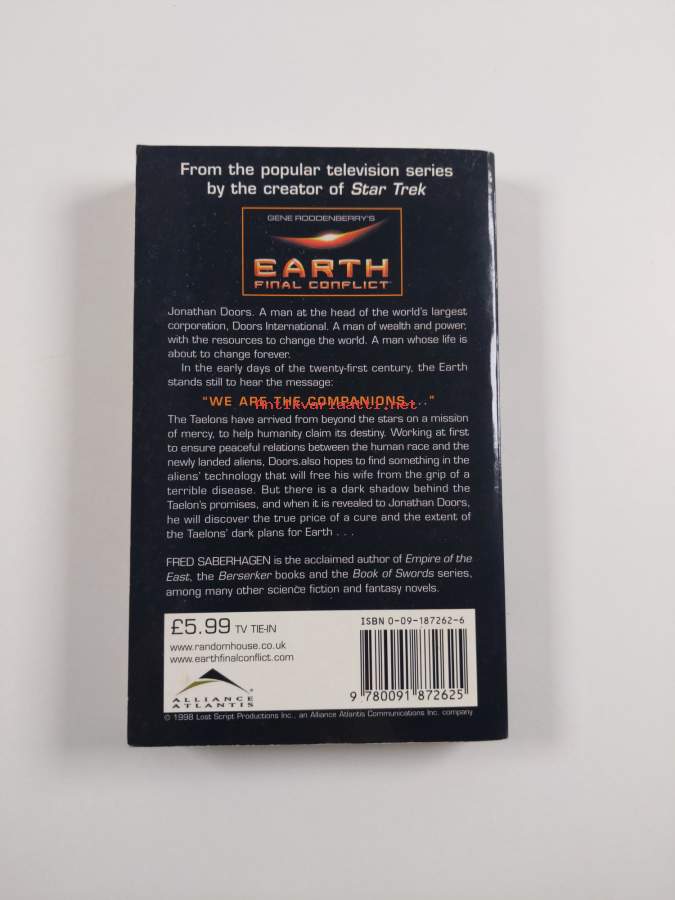 From the popular television series
by the creator of Star Trek
GENE RODDENBERRY'S
EARTH
FINAL CONFLICT
Jonathan Doors. A man at the head of the world's largest
corporation, Doors International. A man of wealth and power,
with the resources to change the world. A man whose life is
about to change forever.
In the early days of the twenty-first century, the Earth
stands still to hear the message:
"WE ARE THE COMPANIONS..."
Antikvariaatti.net
The Taelons have arrived from beyond the stars on a mission
of mercy, to help humanity claim its destiny. Working at first
to ensure peaceful relations between the human race and the
newly landed aliens, Doors.also hopes to find something in the
aliens' technology that will free his wife from the grip of a
terrible disease. But there is a dark shadow behind the
Taelon's promises, and when it is revealed to Jonathan Doors,
he will discover the true price of a cure and the extent of
the Taelons' dark plans for Earth . . .
FRED SABERHAGEN is the acclaimed author of Empire of the
East, the Berserker books and the Book of Swords series,
among many other science fiction and fantasy novels.
£5.99 TV TIE-IN
www.randomhouse.co.uk
www.earthfinalconflict.com
ALLIANCE
ATLANTIS
ISBN 0-09-187262-6
9 780091 872625
© 1998 Lost Script Productions Inc., an Alliance Atlantis Communications Inc. company